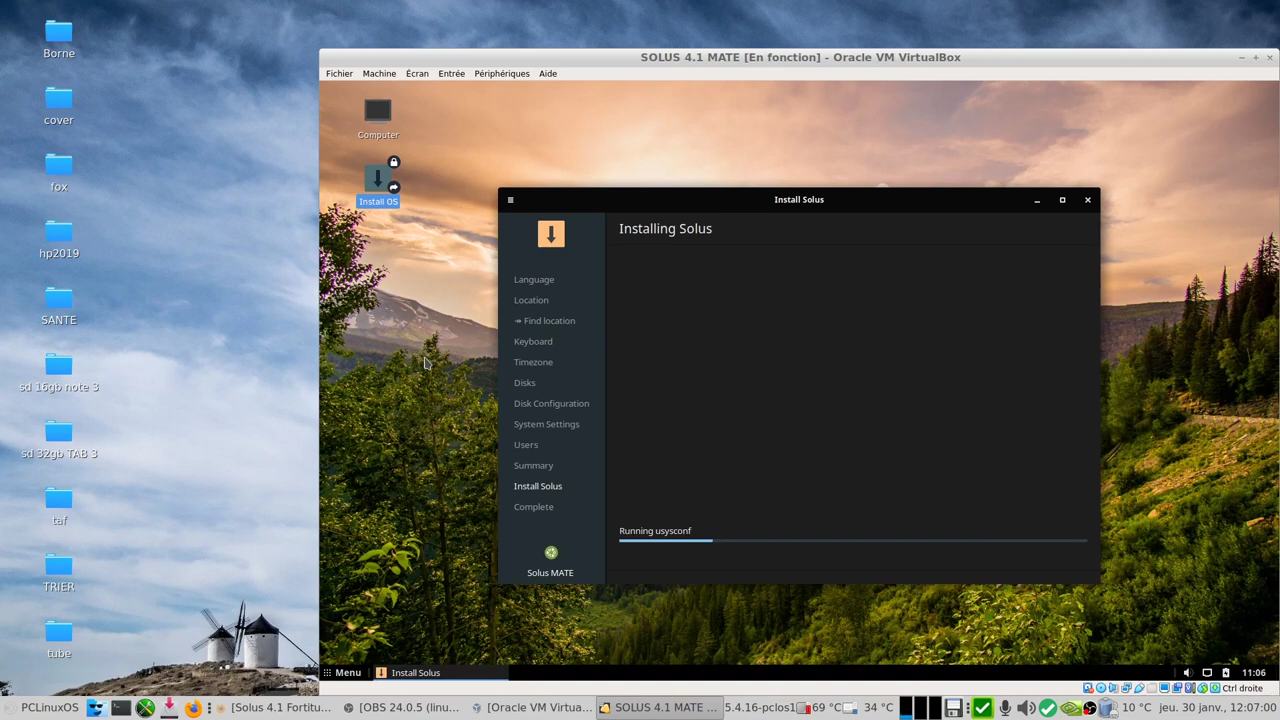 Borne
cover
fox
hp2019
SANTE
sd 16gb note 3
sd 32gb TAB 3
taf
TRIER
tube
SOLUS 4.1 MATE [En fonction] - Oracle VM VirtualBox
Fichier Machine Écran Entrée Périphériques Aide
Computer
Install OS
Install Solus
Installing Solus
Language
Location
↠ Find location
Keyboard
Timezone
Disks
Disk Configuration
System Settings
Users
Summary
Install Solus
Complete
Running usysconf
Solus MATE
Menu Install Solus 11:06
Ctrl droite
PCLinuxOS [Solus 4.1 Fortitu... [OBS 24.0.3 (linu... [Oracle VM Virtua... SOLUS 4.1 MATE ... 5.4.16-pclos1 69 °C 34 °C 10 °C jeu. 30 janv., 12:07:00